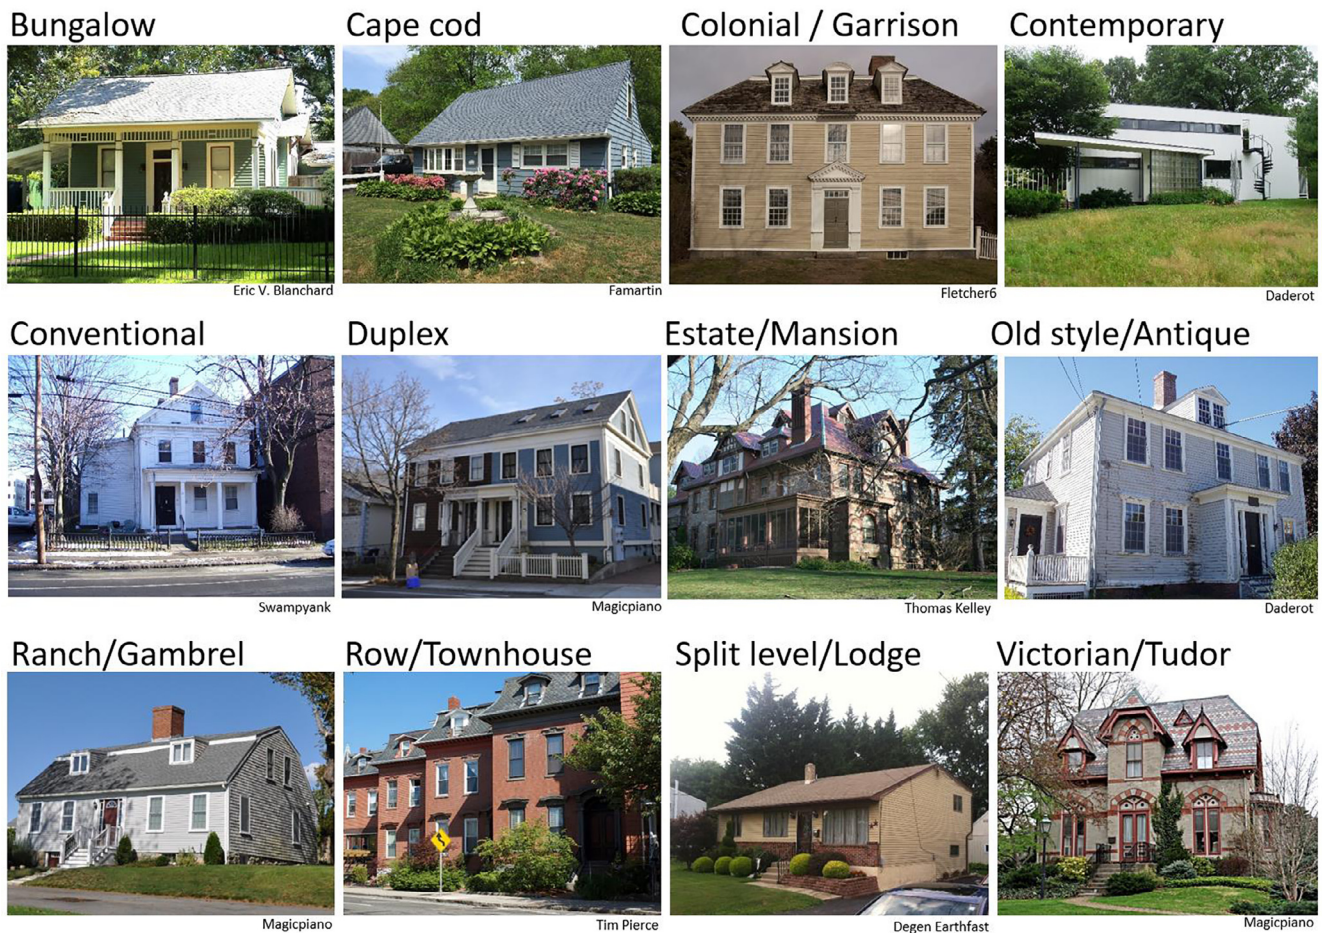 Bungalow
Cape cod
Colonial / Garrison
Contemporary
Eric V. Blanchard
Famartin
Fletcher6
Daderot
Conventional
Duplex
Estate/Mansion
Old style/Antique
Swampyank
Magicpiano
Thomas Kelley
Daderot
Ranch/Gambrel
Row/Townhouse
Split level/Lodge
Victorian/Tudor
Magicpiano
Tim Pierce
Degen Earthfast
Magicpiano